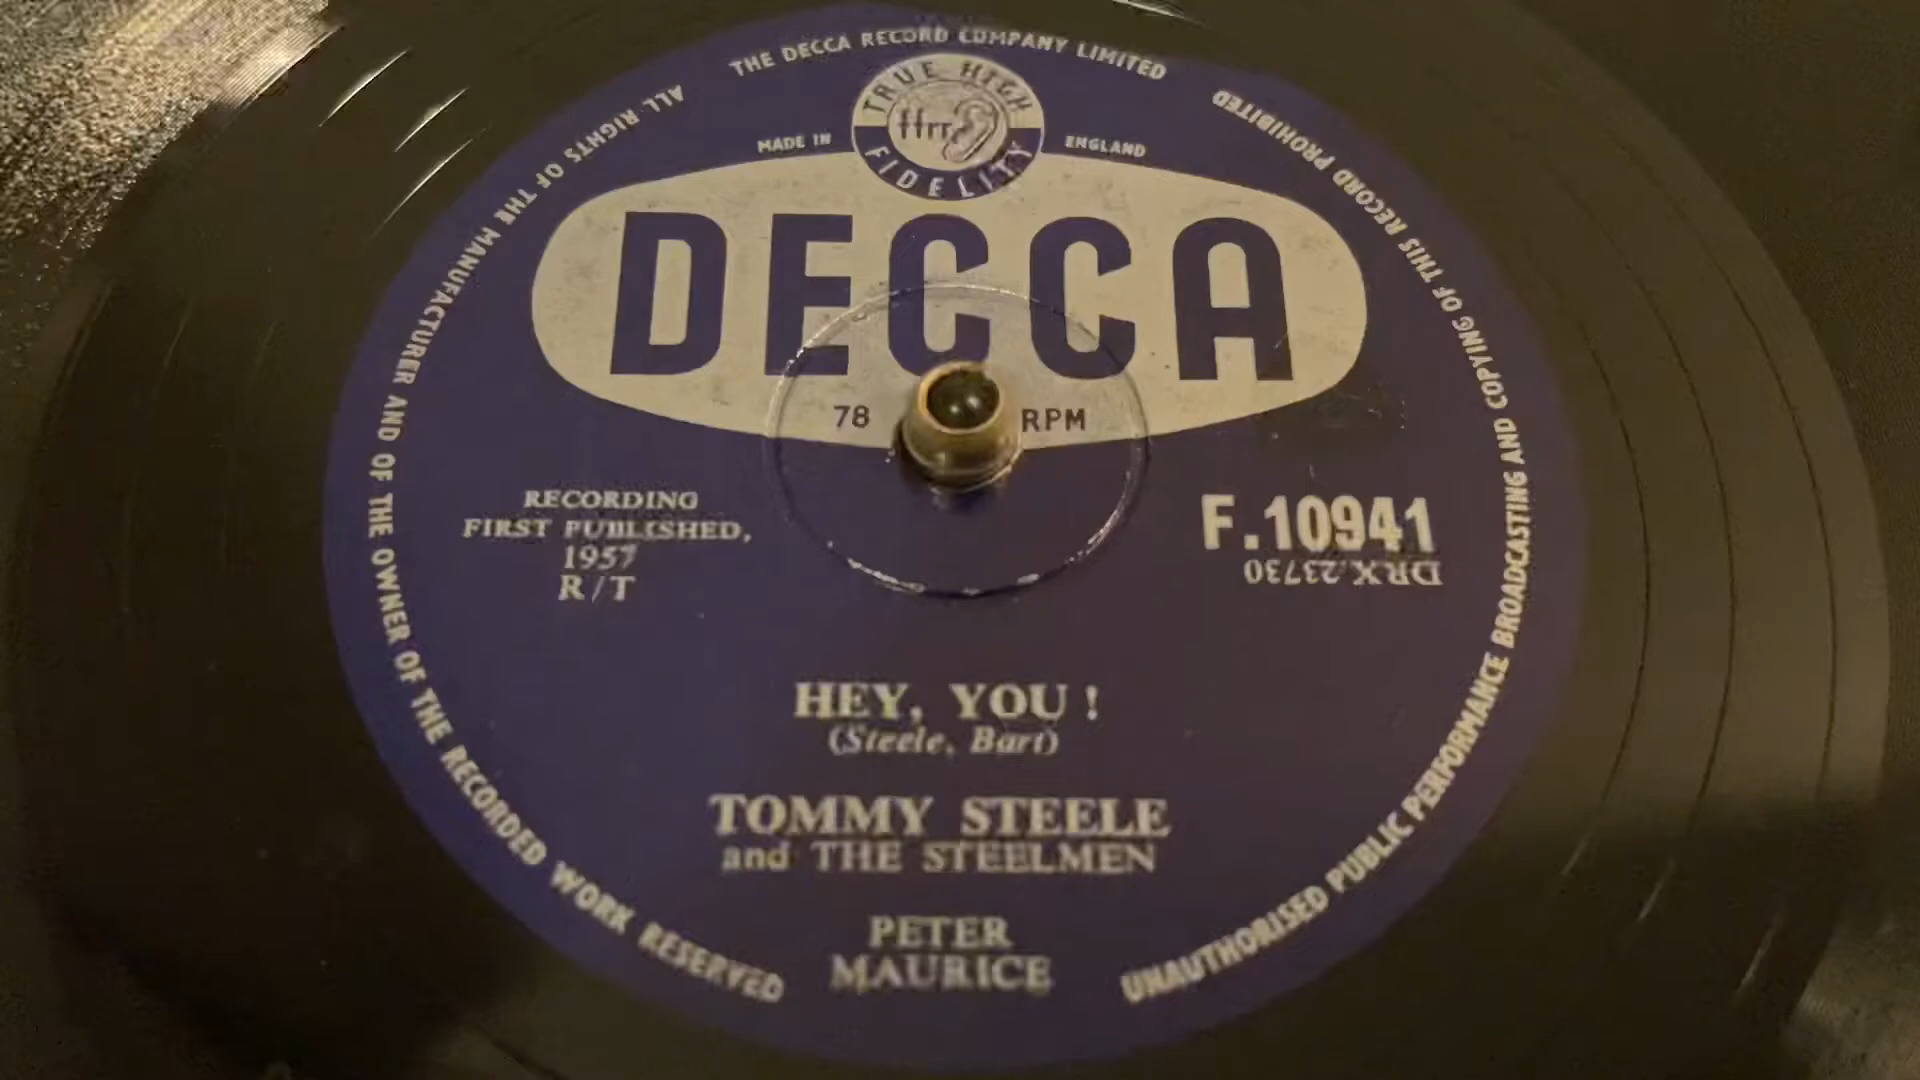 THE DECCA RECORD COMPANY LIMITED
TRUE HIGH
ffrr
FIDELITY
MADE IN ENGLAND
DECCA
78 RPM
RECORDING
FIRST PUBLISHED,
1957
R/T
F.10941
DRX.23730
HEY, YOU!
(Steele, Bart)
TOMMY STEELE
and THE STEELMEN
PETER
MAURICE
ALL RIGHTS OF THE MANUFACTURER AND OF THE OWNER OF THE RECORDED WORK RESERVED
UNAUTHORISED PUBLIC PERFORMANCE BROADCASTING AND COPYING OF THIS RECORD PROHIBITED